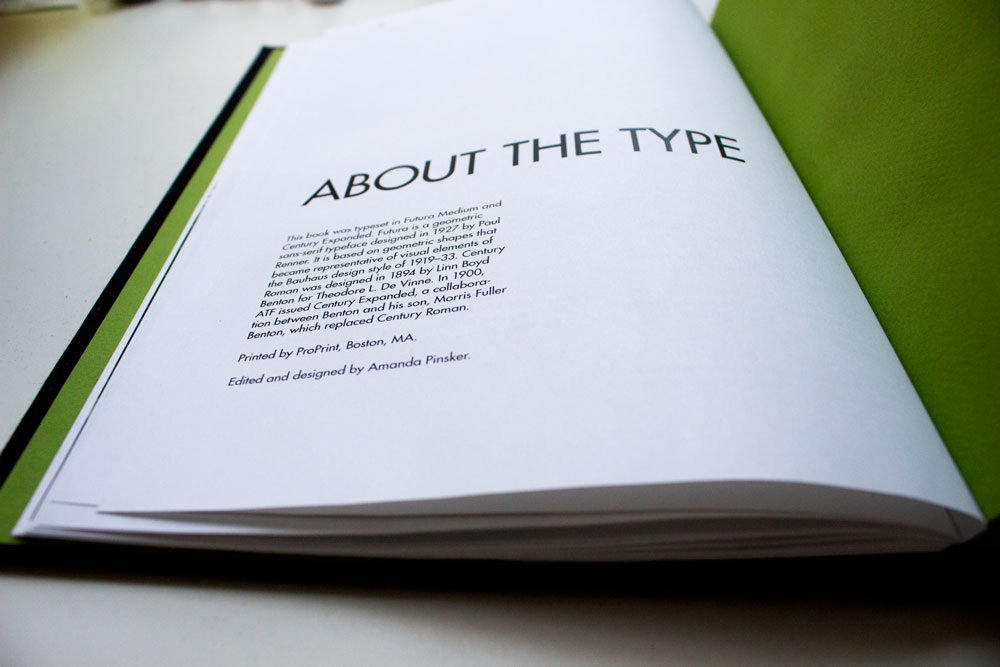 ABOUT THE TYPE
This book was typeset in Futura Medium and
Century Expanded. Futura is a geometric
sans-serif typeface designed in 1927 by Paul
Renner. It is based on geometric shapes that
became representative of visual elements of
the Bauhaus design style of 1919–33. Century
Roman was designed in 1894 by Linn Boyd
Benton for Theodore L. De Vinne. In 1900,
ATF issued Century Expanded, a collabora-
tion between Benton and his son, Morris Fuller
Benton, which replaced Century Roman.
Printed by ProPrint, Boston, MA.
Edited and designed by Amanda Pinsker.